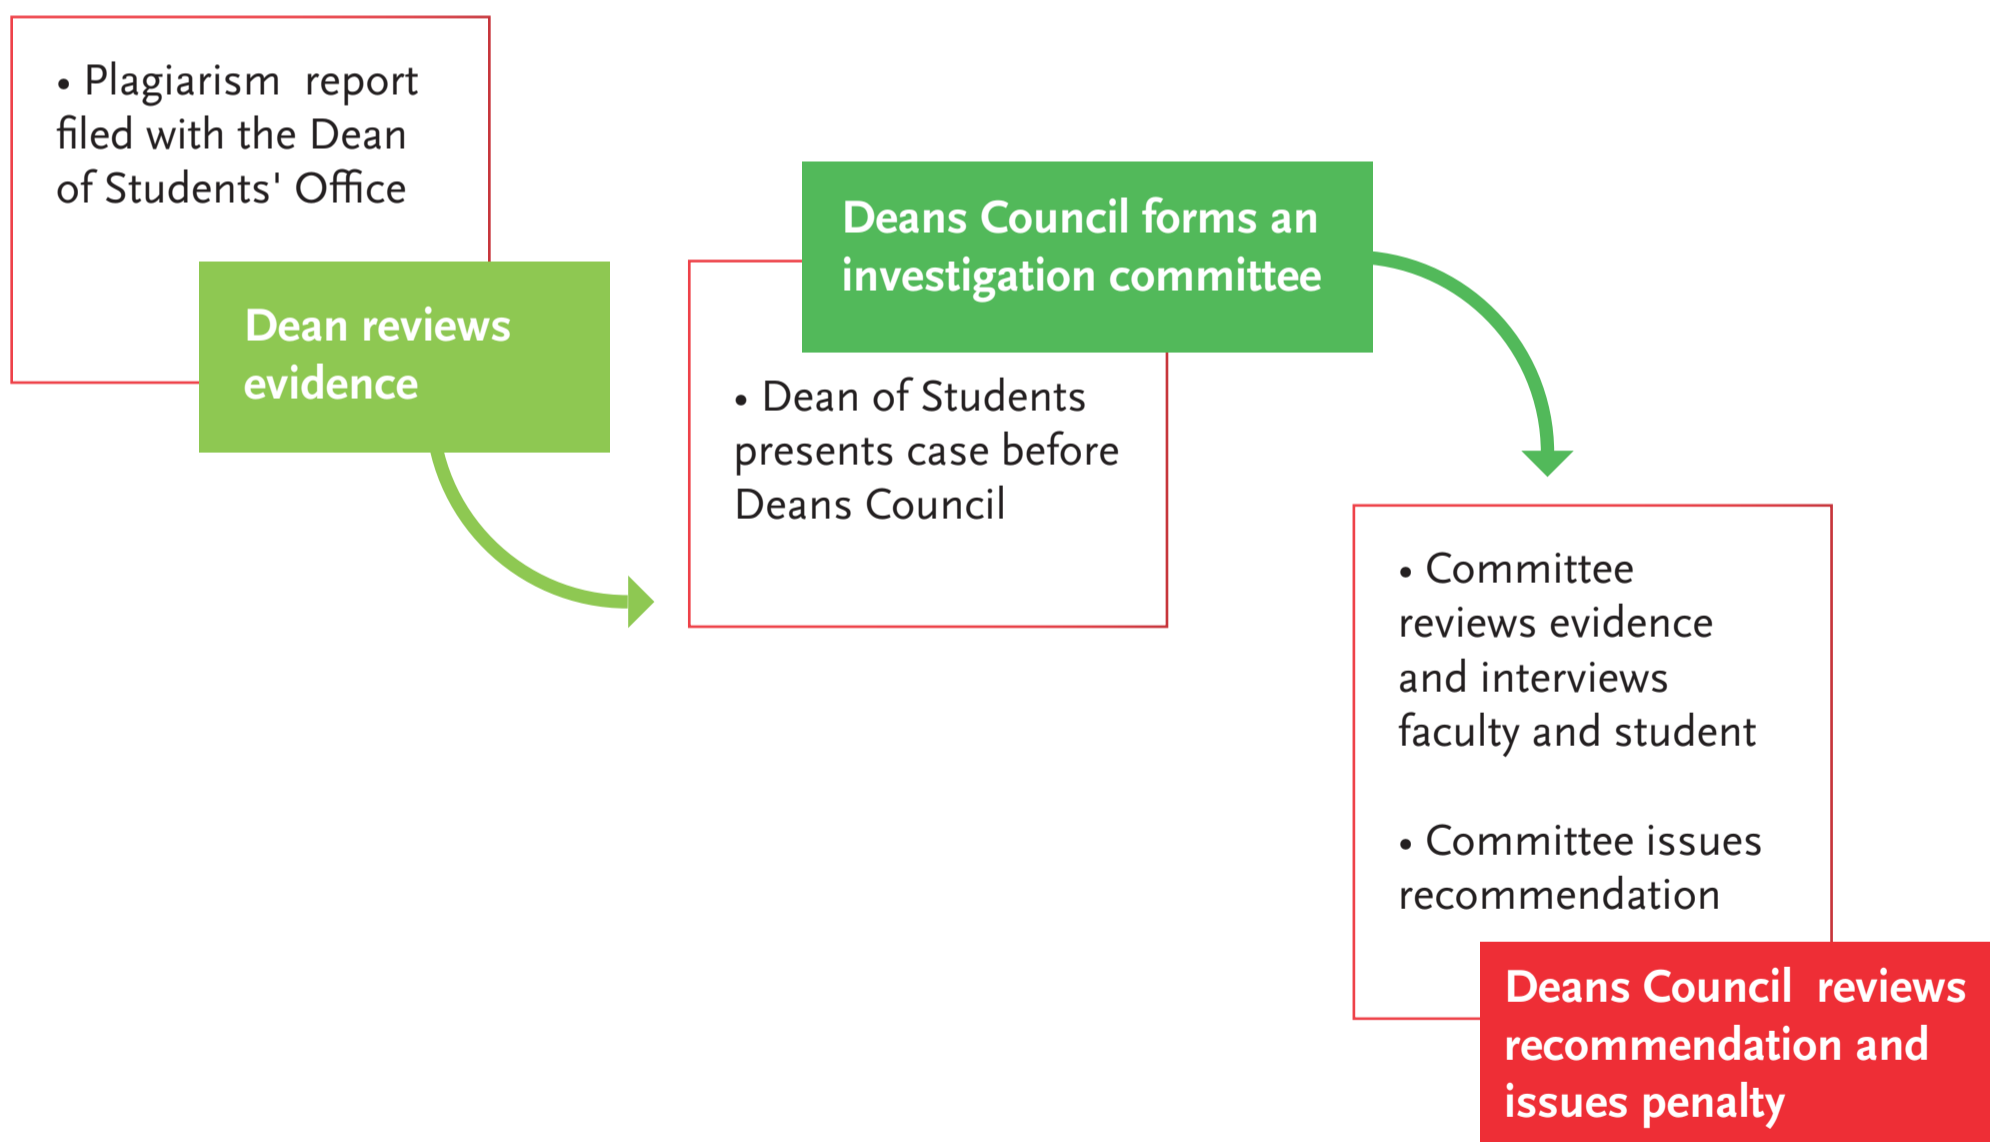 • Plagiarism report
filed with the Dean
of Students' Office
Dean reviews
evidence
Deans Council forms an
investigation committee
• Dean of Students
presents case before
Deans Council
• Committee
reviews evidence
and interviews
faculty and student
• Committee issues
recommendation
Deans Council reviews
recommendation and
issues penalty